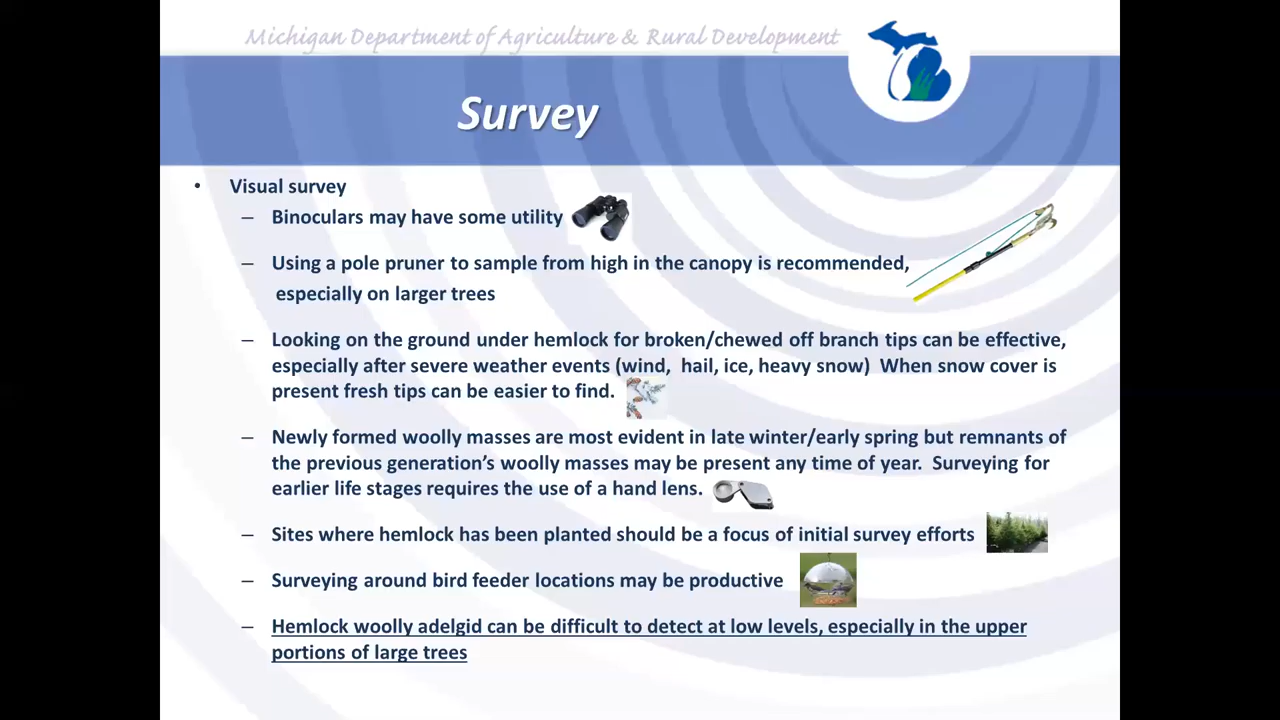 Michigan Department of Agriculture & Rural Development
Survey
• Visual survey
– Binoculars may have some utility
– Using a pole pruner to sample from high in the canopy is recommended,
especially on larger trees
– Looking on the ground under hemlock for broken/chewed off branch tips can be effective,
especially after severe weather events (wind, hail, ice, heavy snow) When snow cover is
present fresh tips can be easier to find.
– Newly formed woolly masses are most evident in late winter/early spring but remnants of
the previous generation's woolly masses may be present any time of year. Surveying for
earlier life stages requires the use of a hand lens.
– Sites where hemlock has been planted should be a focus of initial survey efforts
– Surveying around bird feeder locations may be productive
– Hemlock woolly adelgid can be difficult to detect at low levels, especially in the upper
portions of large trees